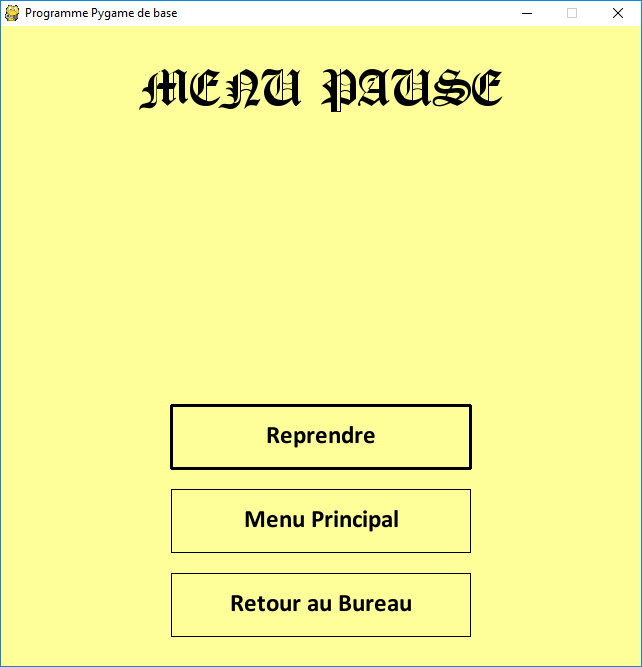 Programme Pygame de base
MENU PAUSE
Reprendre
Menu Principal
Retour au Bureau